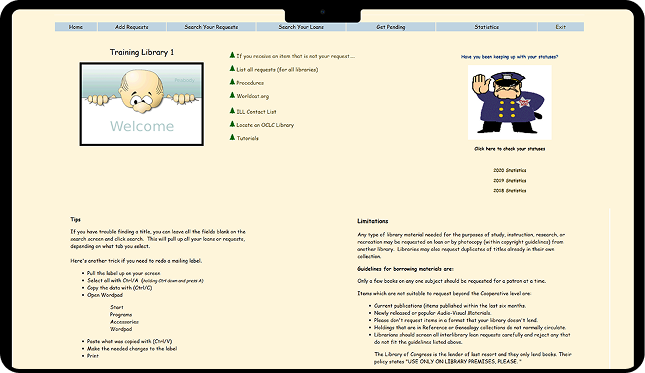 Home Add Requests Search Your Requests Search Your Loans Get Pending Statistics Exit
Training Library 1
Welcome
If you receive an item that is not your request...
List all requests (for all libraries)
Procedures
Worldcat.org
ILL Contact List
Locate an OCLC Library
Tutorials
Have you been keeping up with your statuses?
Click here to check your statuses
2020 Statistics
2019 Statistics
2018 Statistics
Tips
If you have trouble finding a title, you can leave all the fields blank on the
search screen and click search. This will pull up all your loans or requests,
depending on what tab you select.
Here's another trick if you need to redo a mailing label.
Pull the label up on your screen
Select all with Ctrl/A (holding Ctrl down and press A)
Copy the data with (Ctrl/C)
Open Wordpad
Start
Programs
Accessories
Wordpad
Paste what was copied with (Ctrl/V)
Make the needed changes to the label
Print
Limitations
Any type of library material needed for the purposes of study, instruction, research, or
recreation may be requested on loan or by photocopy (within copyright guidelines) from
another library. Libraries may also request duplicates of titles already in their own
collection.
Guidelines for borrowing materials are:
Only a few books on any one subject should be requested for a patron at a time.
Items which are not suitable to request beyond the Cooperative level are:
Current publications (items published within the last six months.
Newly released or popular Audio-Visual Materials.
Please don't request items in a format that your library doesn't lend.
Holdings that are in Reference or Genealogy collections do not normally circulate.
Librarians should screen all interlibrary loan requests carefully and reject any that
do not fit the guidelines listed above.
The Library of Congress is the lender of last resort and they only lend books. Their
policy states "USE ONLY ON LIBRARY PREMISES, PLEASE. "